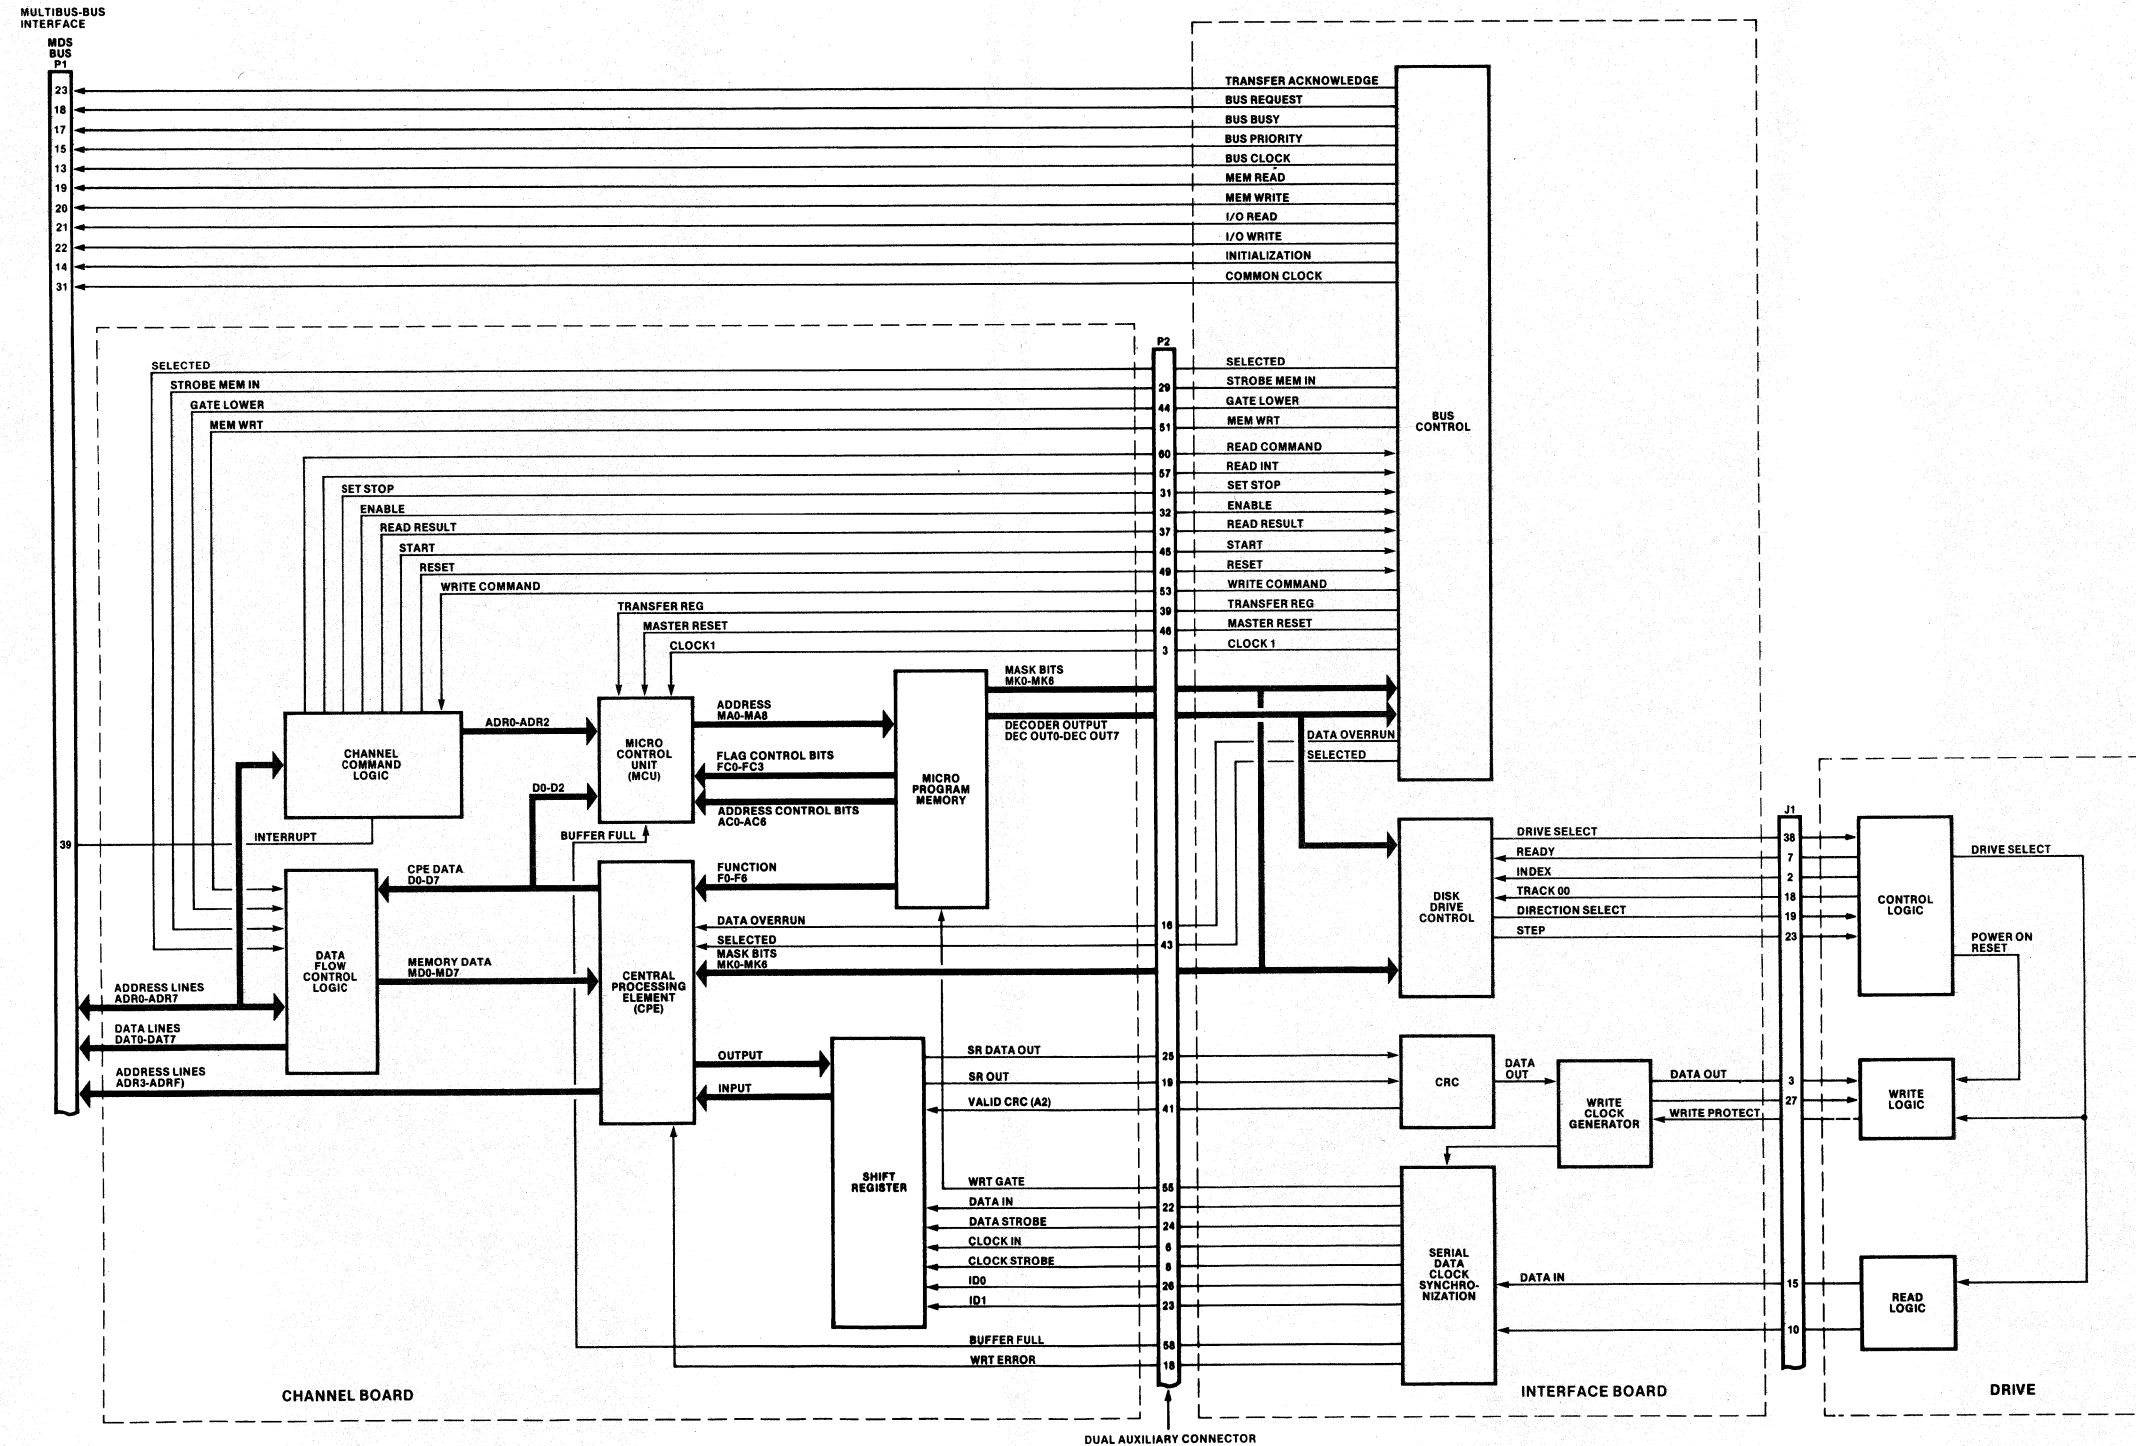 MULTIBUS-BUS
INTERFACE
MDS
BUS
P1
23
18
17
15
13
19
20
21
22
14
31
39
TRANSFER ACKNOWLEDGE
BUS REQUEST
BUS BUSY
BUS PRIORITY
BUS CLOCK
MEM READ
MEM WRITE
I/O READ
I/O WRITE
INITIALIZATION
COMMON CLOCK
BUS
CONTROL
P2
SELECTED
SELECTED
STROBE MEM IN
29
STROBE MEM IN
GATE LOWER
44
GATE LOWER
MEM WRT
51
MEM WRT
60
READ COMMAND
57
READ INT
SET STOP
31
SET STOP
ENABLE
32
ENABLE
READ RESULT
37
READ RESULT
START
45
START
RESET
49
RESET
WRITE COMMAND
53
WRITE COMMAND
TRANSFER REG
39
TRANSFER REG
MASTER RESET
46
MASTER RESET
CLOCK1
3
CLOCK 1
MASK BITS
MK0-MK6
DECODER OUTPUT
DEC OUT0-DEC OUT7
DATA OVERRUN
SELECTED
CHANNEL
COMMAND
LOGIC
ADR0-ADR2
D0-D2
MICRO
CONTROL
UNIT
(MCU)
ADDRESS
MA0-MA8
FLAG CONTROL BITS
FC0-FC3
ADDRESS CONTROL BITS
AC0-AC6
MICRO
PROGRAM
MEMORY
INTERRUPT
BUFFER FULL
CPE DATA
D0-D7
FUNCTION
F0-F6
DATA OVERRUN
16
SELECTED
43
MASK BITS
MK0-MK6
DATA
FLOW
CONTROL
LOGIC
MEMORY DATA
MD0-MD7
CENTRAL
PROCESSING
ELEMENT
(CPE)
ADDRESS LINES
ADR0-ADR7
DATA LINES
DAT0-DAT7
ADDRESS LINES
ADR3-ADRF)
OUTPUT
INPUT
SHIFT
REGISTER
SR DATA OUT
25
SR OUT
19
VALID CRC (A2)
41
WRT GATE
55
DATA IN
22
DATA STROBE
24
CLOCK IN
6
CLOCK STROBE
8
ID0
26
ID1
23
BUFFER FULL
58
WRT ERROR
18
DISK
DRIVE
CONTROL
J1
DRIVE SELECT
38
READY
7
INDEX
2
TRACK 00
18
DIRECTION SELECT
19
STEP
23
CONTROL
LOGIC
DRIVE SELECT
POWER ON
RESET
CRC
DATA
OUT
WRITE
CLOCK
GENERATOR
DATA OUT
3
27
WRITE PROTECT
WRITE
LOGIC
SERIAL
DATA
CLOCK
SYNCHRO-
NIZATION
DATA IN
15
10
READ
LOGIC
CHANNEL BOARD
INTERFACE BOARD
DRIVE
DUAL AUXILIARY CONNECTOR